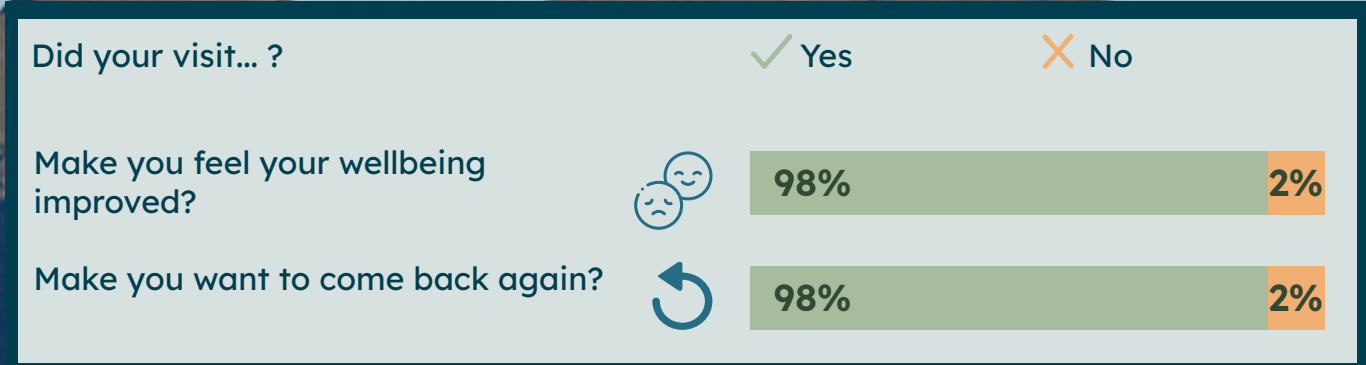 Did your visit... ?
Yes
No
Make you feel your wellbeing
improved?
98%
2%
Make you want to come back again?
98%
2%